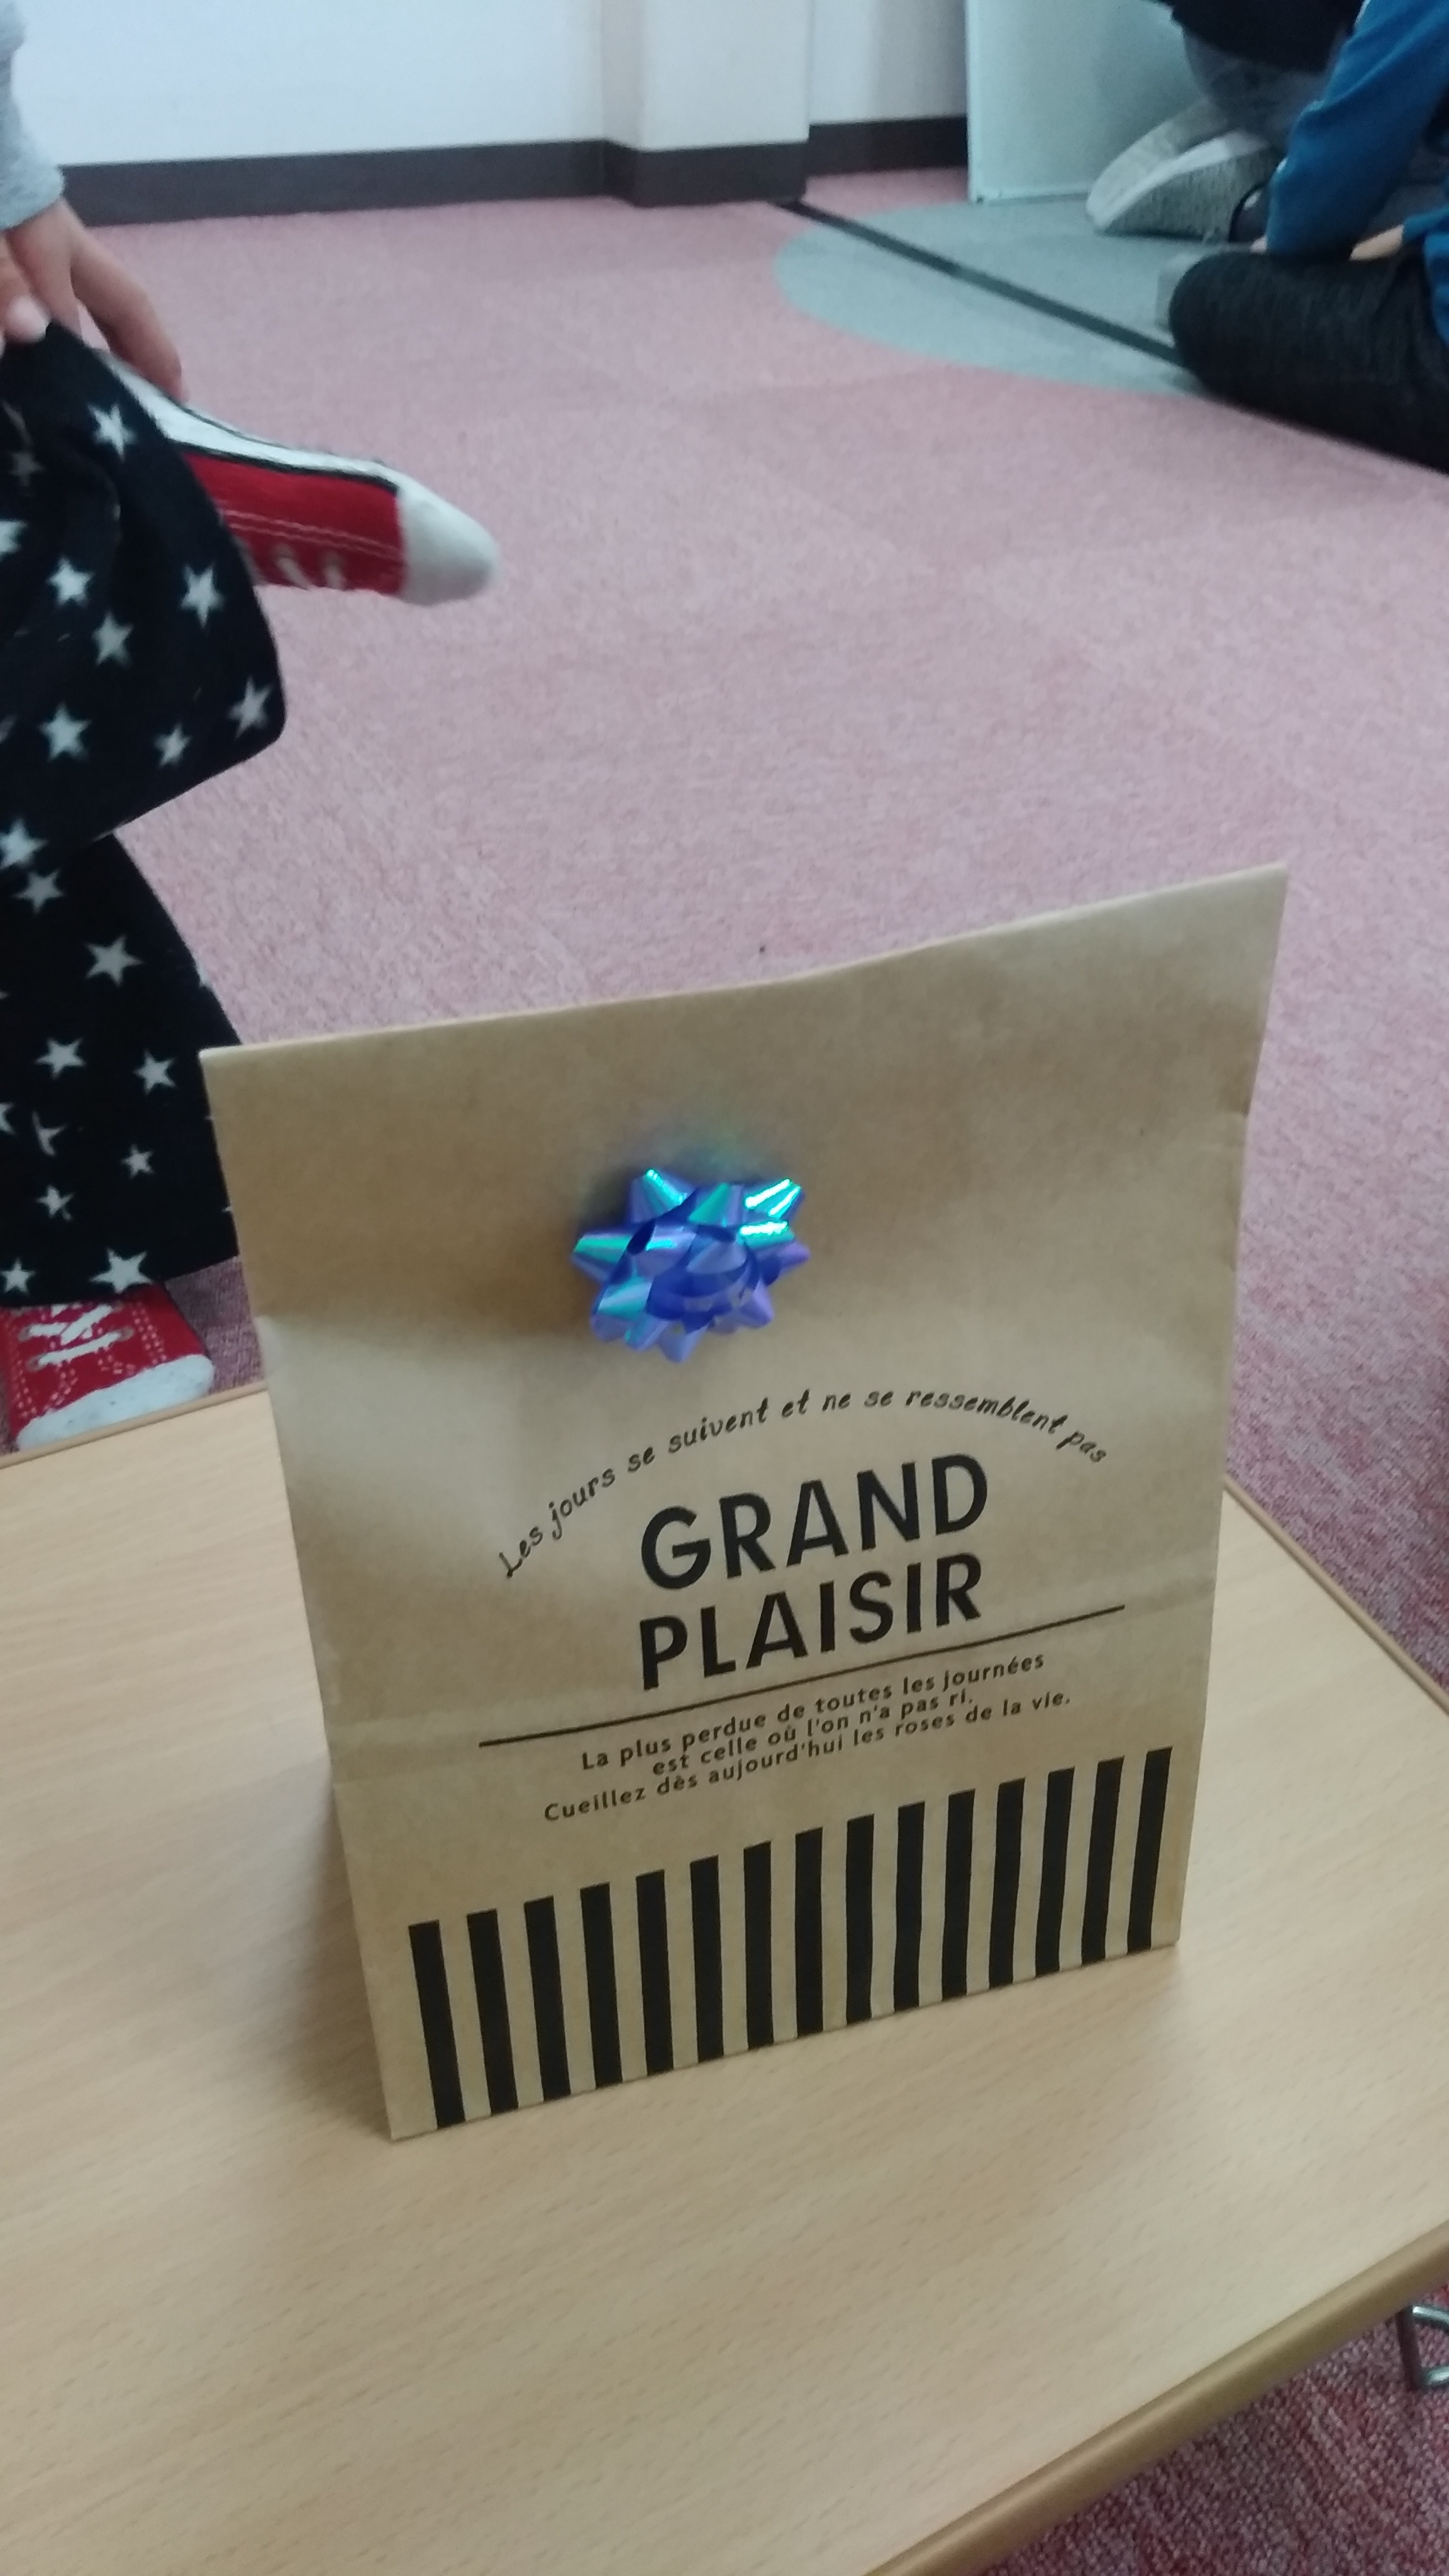 Les jours se suivent et ne se ressemblent pas
GRAND
PLAISIR
La plus perdue de toutes les journées
est celle où l'on n'a pas ri.
Cueillez dès aujourd'hui les roses de la vie.